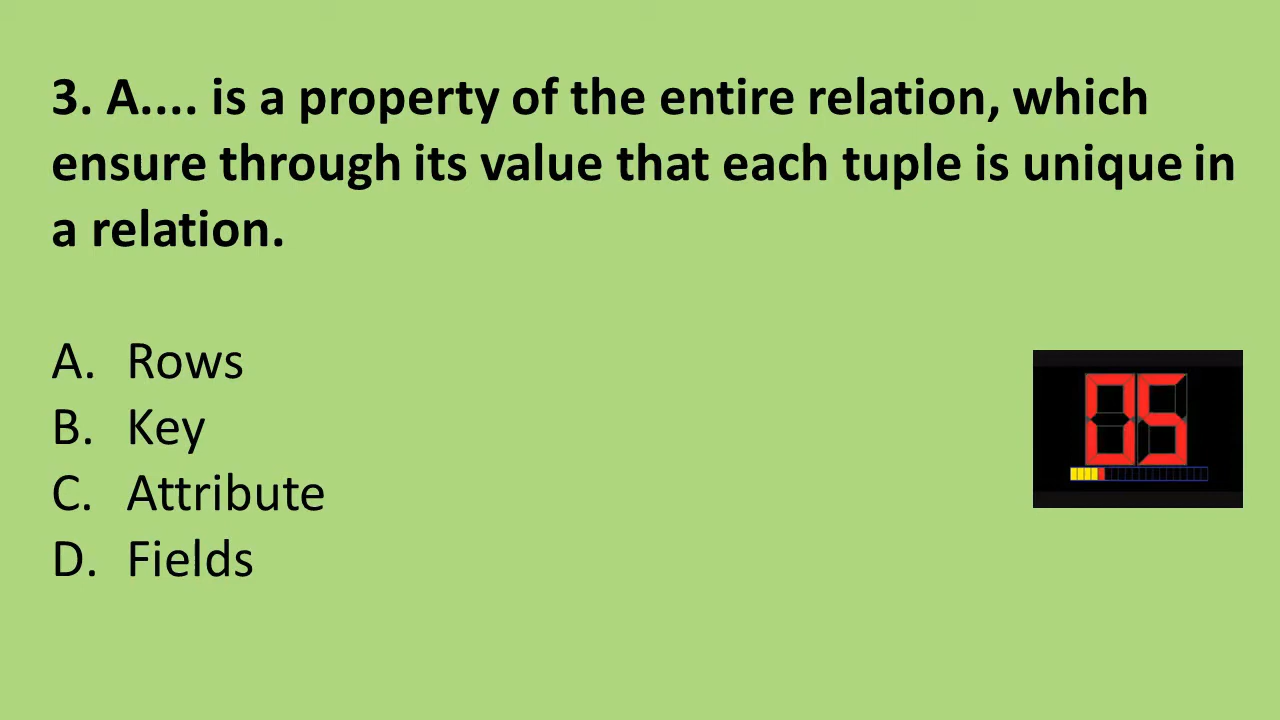 3. A.... is a property of the entire relation, which
ensure through its value that each tuple is unique in
a relation.
A. Rows
B. Key
C. Attribute
D. Fields
05